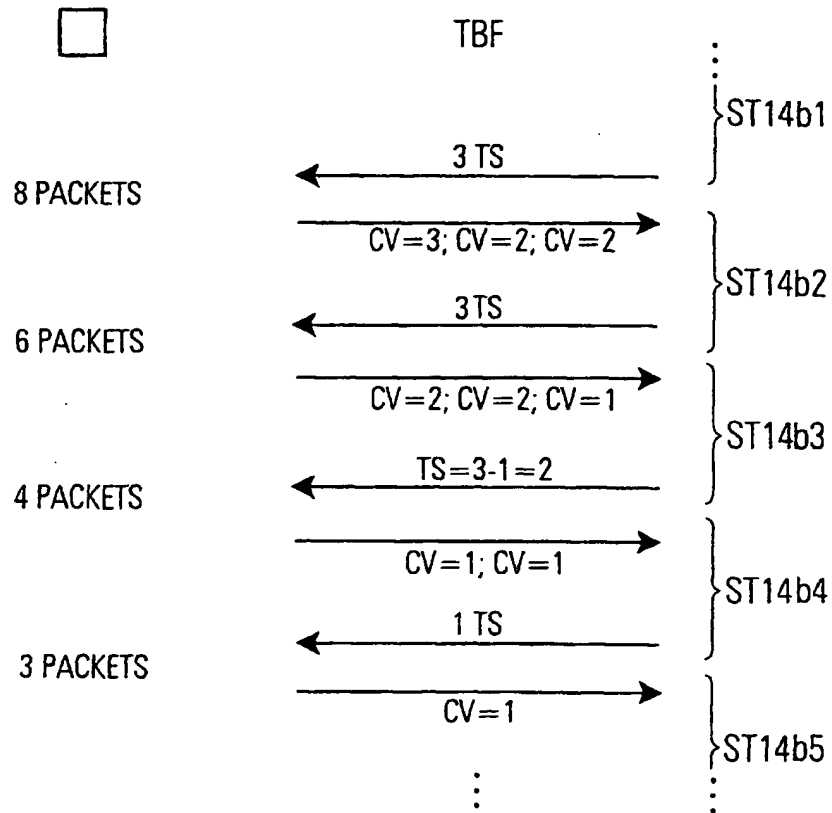 TBF
ST14b1
3 TS
8 PACKETS
CV=3; CV=2; CV=2
ST14b2
3TS
6 PACKETS
CV=2; CV=2; CV=1
ST14b3
TS=3-1=2
4 PACKETS
CV=1; CV=1
ST14b4
1 TS
3 PACKETS
CV=1
ST14b5